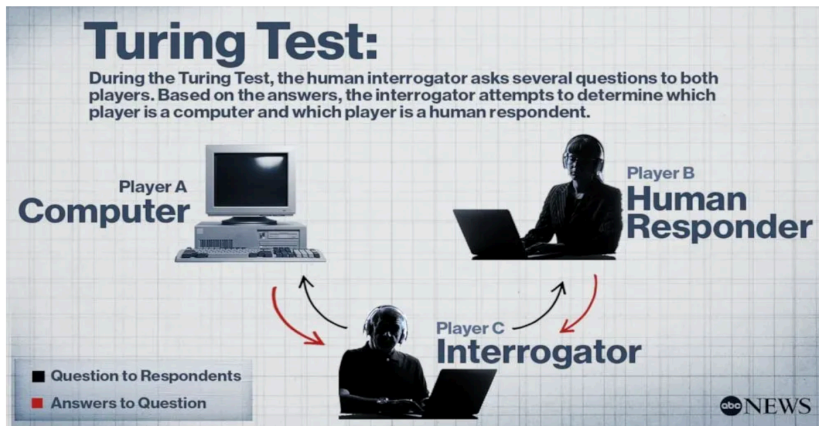 Turing Test:
During the Turing Test, the human interrogator asks several questions to both
players. Based on the answers, the interrogator attempts to determine which
player is a computer and which player is a human respondent.
Player A
Computer
Player B
Human
Responder
Player C
Interrogator
Question to Respondents
Answers to Question
abc NEWS